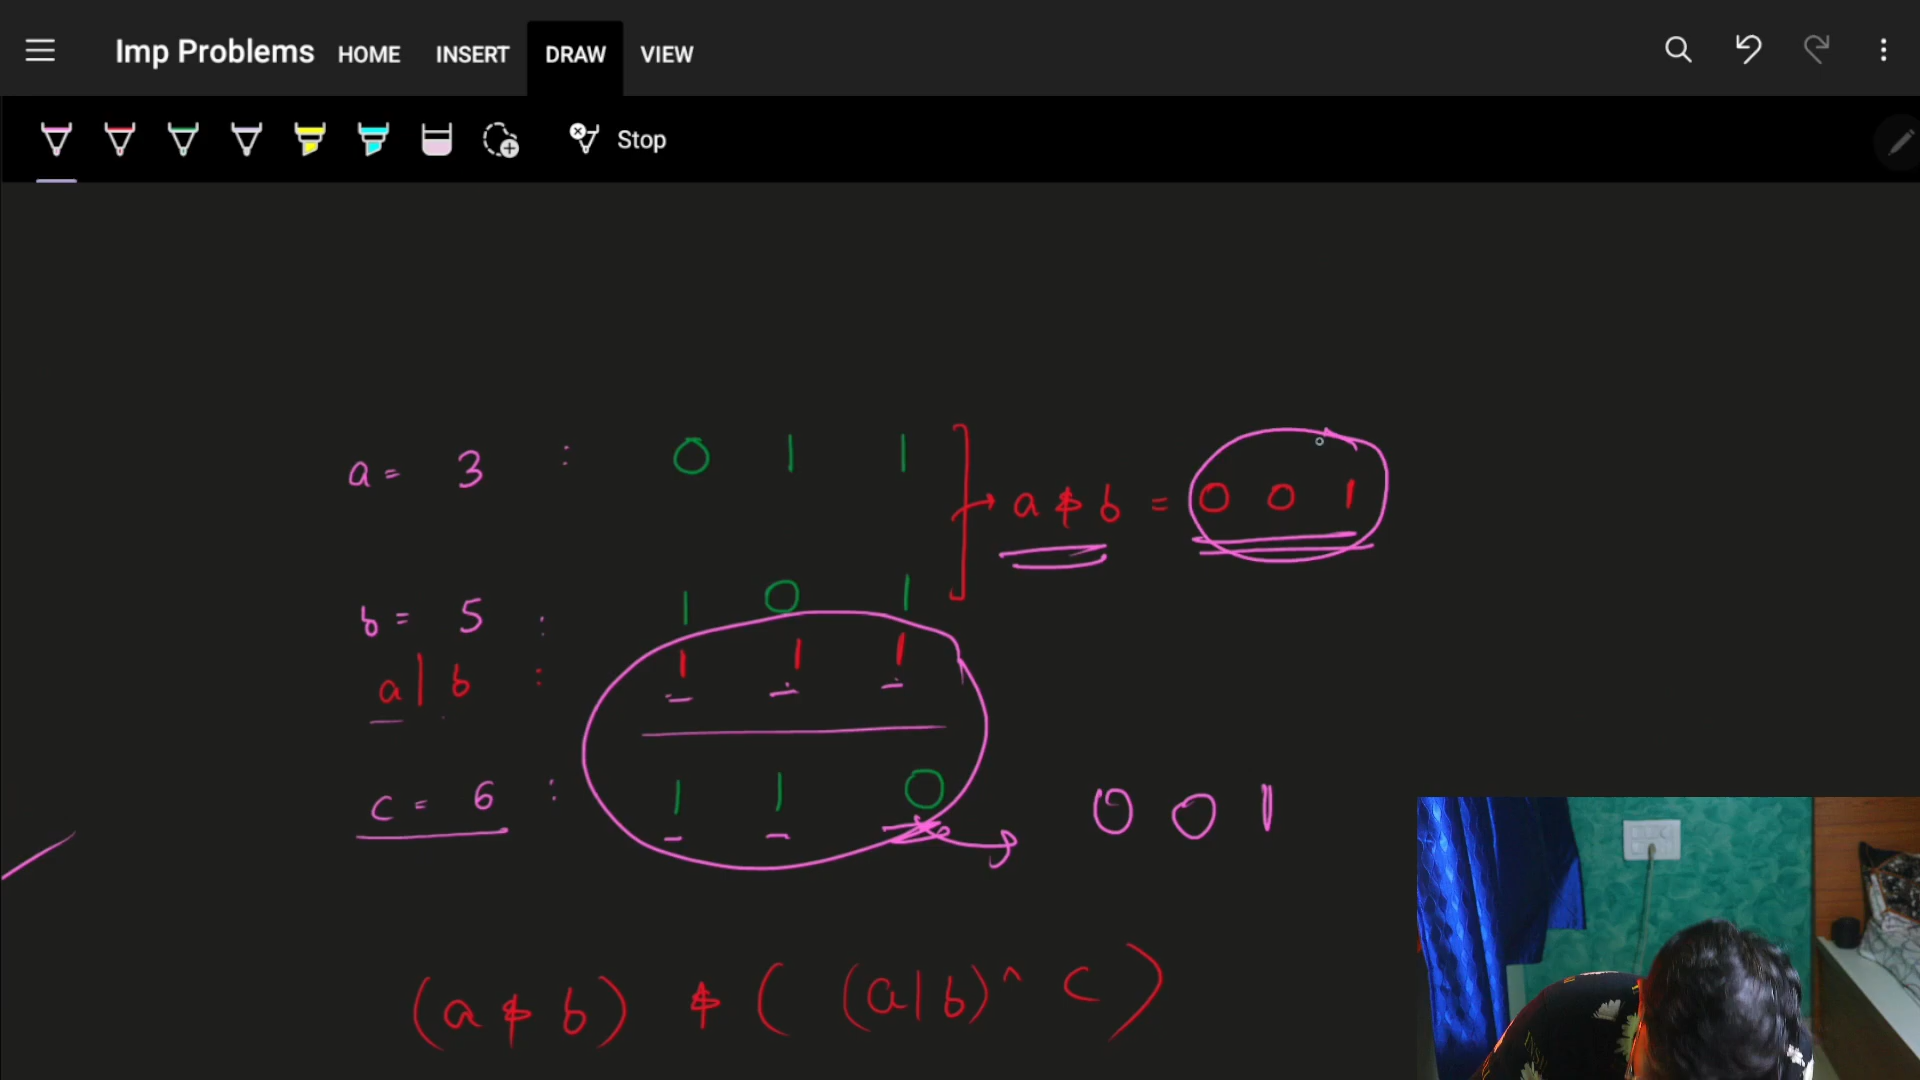 Imp Problems HOME INSERT DRAW VIEW
Stop
a = 3 : 0 1 1
a & b = 0 0 1
b = 5 : 1 0 1
a | b : 1 1 1
c = 6 : 1 1 0
0 0 1
(a & b) & ( (a | b) ^ c )